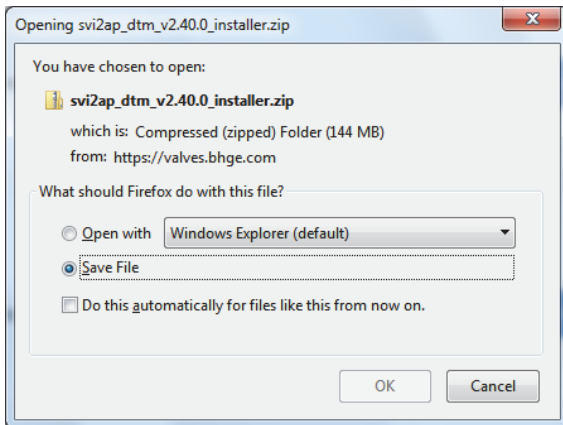 Opening svi2ap_dtm_v2.40.0_installer.zip
You have chosen to open:
svi2ap_dtm_v2.40.0_installer.zip
which is: Compressed (zipped) Folder (144 MB)
from: https://valves.bhge.com
What should Firefox do with this file?
Open with Windows Explorer (default)
Save File
Do this automatically for files like this from now on.
OK Cancel